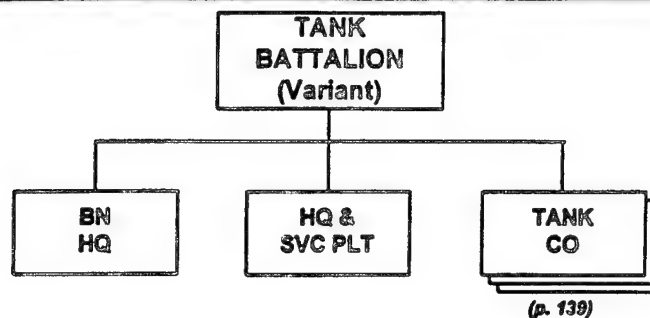 TANK
BATTALION
(Variant)
BN
HQ
HQ &
SVC PLT
TANK
CO
(p. 139)